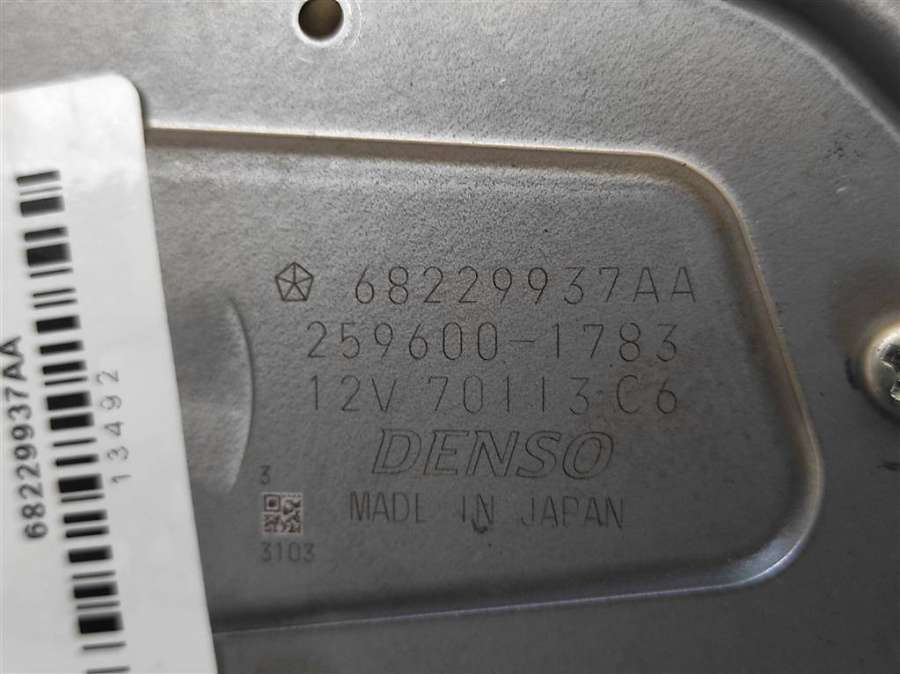 68229937AA
259600-1783
12V 70113 C6
DENSO
MADE IN JAPAN
3
3103
68229937AA
13492